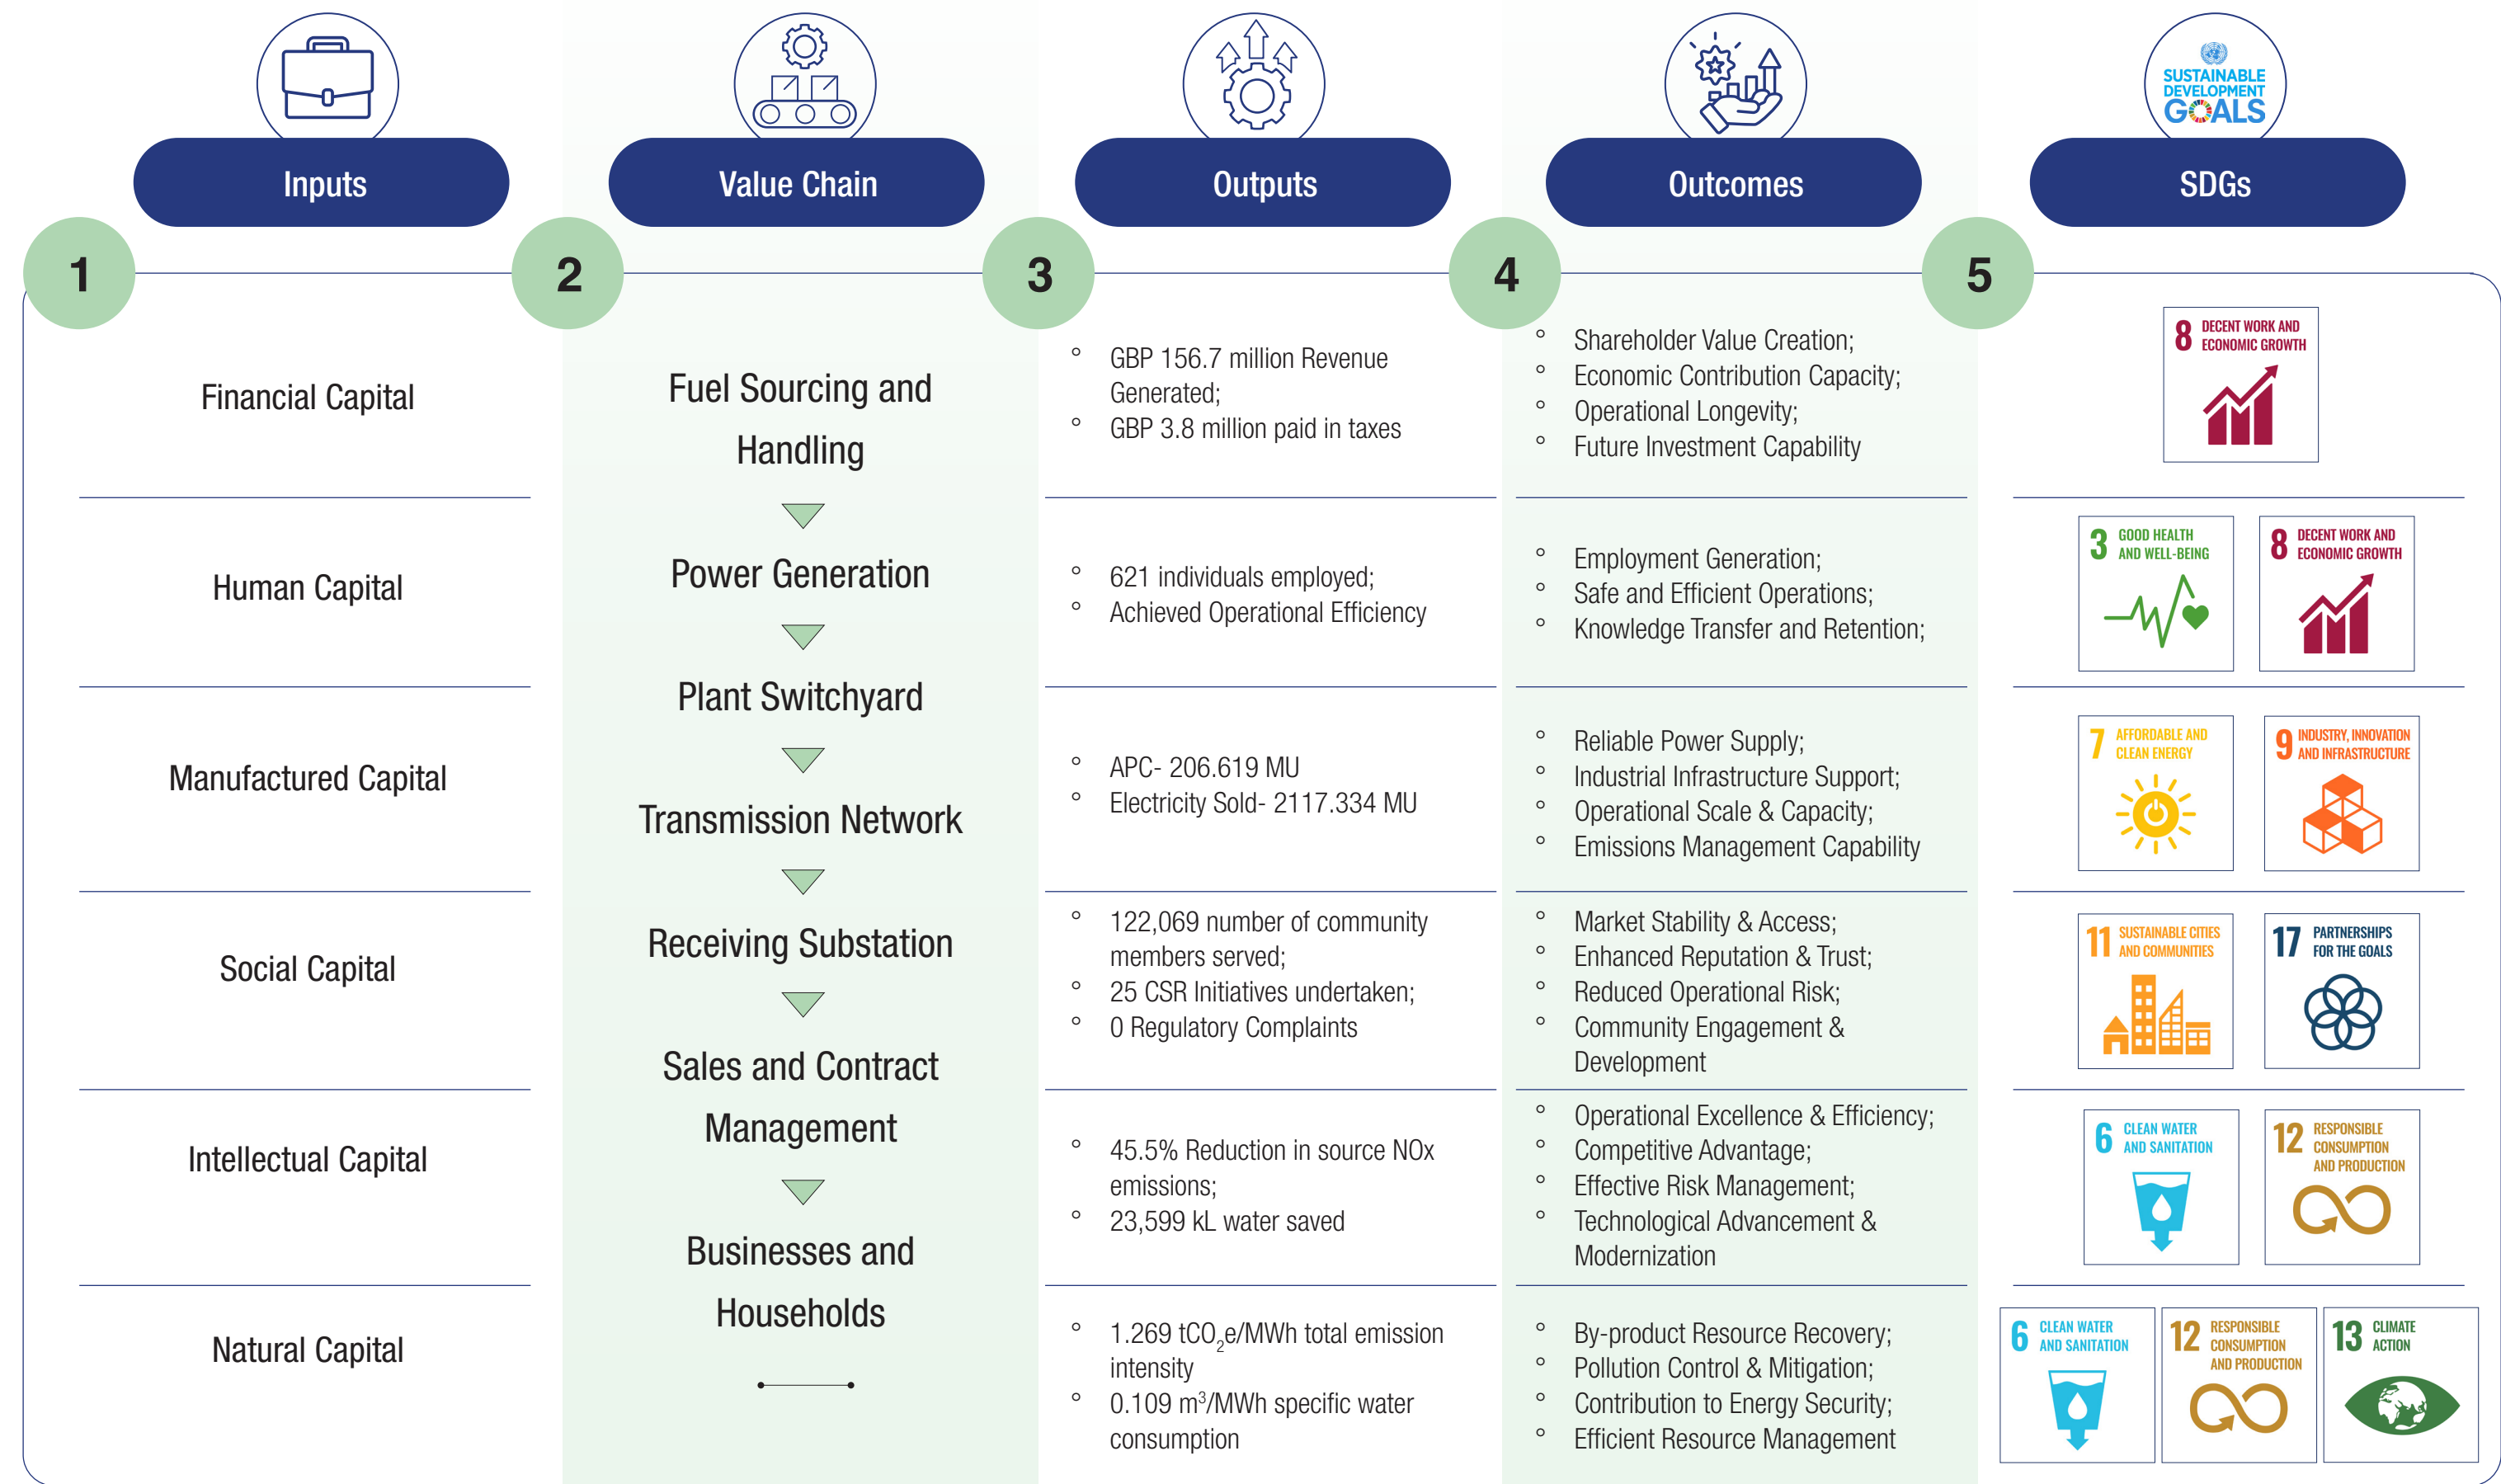 SUSTAINABLE
DEVELOPMENT
GOALS
Inputs
Value Chain
Outputs
Outcomes
SDGs
1
2
3
4
5
Financial Capital
Human Capital
Manufactured Capital
Social Capital
Intellectual Capital
Natural Capital
Fuel Sourcing and
Handling
Power Generation
Plant Switchyard
Transmission Network
Receiving Substation
Sales and Contract
Management
Businesses and
Households
° GBP 156.7 million Revenue
Generated;
° GBP 3.8 million paid in taxes
° 621 individuals employed;
° Achieved Operational Efficiency
° APC- 206.619 MU
° Electricity Sold- 2117.334 MU
° 122,069 number of community
members served;
° 25 CSR Initiatives undertaken;
° 0 Regulatory Complaints
° 45.5% Reduction in source NOx
emissions;
° 23,599 kL water saved
° 1.269 tCO₂e/MWh total emission
intensity
° 0.109 m³/MWh specific water
consumption
° Shareholder Value Creation;
° Economic Contribution Capacity;
° Operational Longevity;
° Future Investment Capability
° Employment Generation;
° Safe and Efficient Operations;
° Knowledge Transfer and Retention;
° Reliable Power Supply;
° Industrial Infrastructure Support;
° Operational Scale & Capacity;
° Emissions Management Capability
° Market Stability & Access;
° Enhanced Reputation & Trust;
° Reduced Operational Risk;
° Community Engagement &
Development
° Operational Excellence & Efficiency;
° Competitive Advantage;
° Effective Risk Management;
° Technological Advancement &
Modernization
° By-product Resource Recovery;
° Pollution Control & Mitigation;
° Contribution to Energy Security;
° Efficient Resource Management
8 DECENT WORK AND
ECONOMIC GROWTH
3 GOOD HEALTH
AND WELL-BEING
8 DECENT WORK AND
ECONOMIC GROWTH
7 AFFORDABLE AND
CLEAN ENERGY
9 INDUSTRY, INNOVATION
AND INFRASTRUCTURE
11 SUSTAINABLE CITIES
AND COMMUNITIES
17 PARTNERSHIPS
FOR THE GOALS
6 CLEAN WATER
AND SANITATION
12 RESPONSIBLE
CONSUMPTION
AND PRODUCTION
6 CLEAN WATER
AND SANITATION
12 RESPONSIBLE
CONSUMPTION
AND PRODUCTION
13 CLIMATE
ACTION